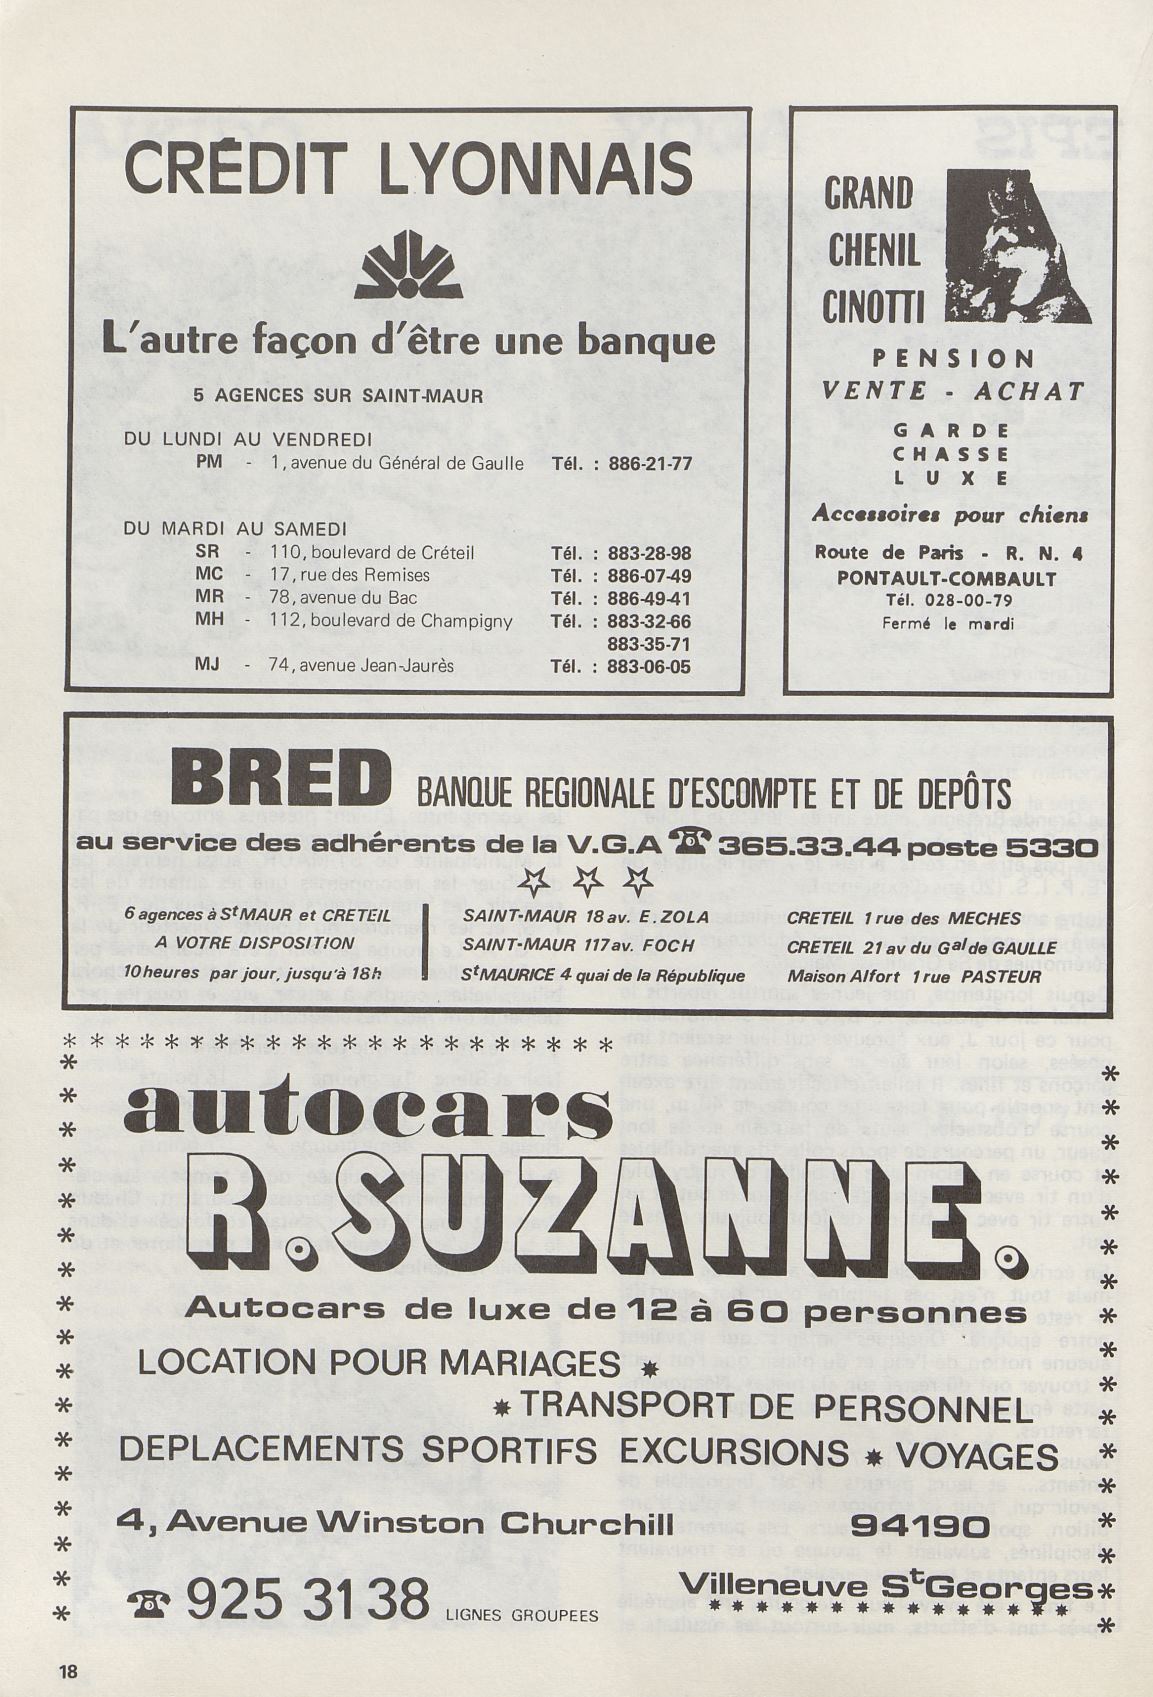 CRÉDIT LYONNAIS
L'autre façon d'être une banque
5 AGENCES SUR SAINT-MAUR
DU LUNDI AU VENDREDI
PM - 1, avenue du Général de Gaulle Tél. : 886-21-77
DU MARDI AU SAMEDI
SR - 110, boulevard de Créteil Tél. : 883-28-98
MC - 17, rue des Remises Tél. : 886-07-49
MR - 78, avenue du Bac Tél. : 886-49-41
MH - 112, boulevard de Champigny Tél. : 883-32-66
883-35-71
MJ - 74, avenue Jean-Jaurès Tél. : 883-06-05
GRAND
CHENIL
CINOTTI
PENSION
VENTE - ACHAT
GARDE
CHASSE
LUXE
Accessoires pour chiens
Route de Paris - R. N. 4
PONTAULT-COMBAULT
Tél. 028-00-79
Fermé le mardi
BRED BANQUE REGIONALE D'ESCOMPTE ET DE DEPÔTS
au service des adhérents de la V.G.A ☎ 365.33.44 poste 5330
6 agences à St MAUR et CRETEIL
A VOTRE DISPOSITION
10 heures par jour, jusqu'à 18h
SAINT-MAUR 18 av. E. ZOLA
SAINT-MAUR 117 av. FOCH
St MAURICE 4 quai de la République
CRETEIL 1 rue des MECHES
CRETEIL 21 av du Gal de GAULLE
Maison Alfort 1 rue PASTEUR
autocars
R. SUZANNE.
Autocars de luxe de 12 à 60 personnes
LOCATION POUR MARIAGES *
* TRANSPORT DE PERSONNEL
DEPLACEMENTS SPORTIFS EXCURSIONS * VOYAGES
4, Avenue Winston Churchill 94190
Villeneuve St Georges
☎ 925 31 38 LIGNES GROUPEES
18